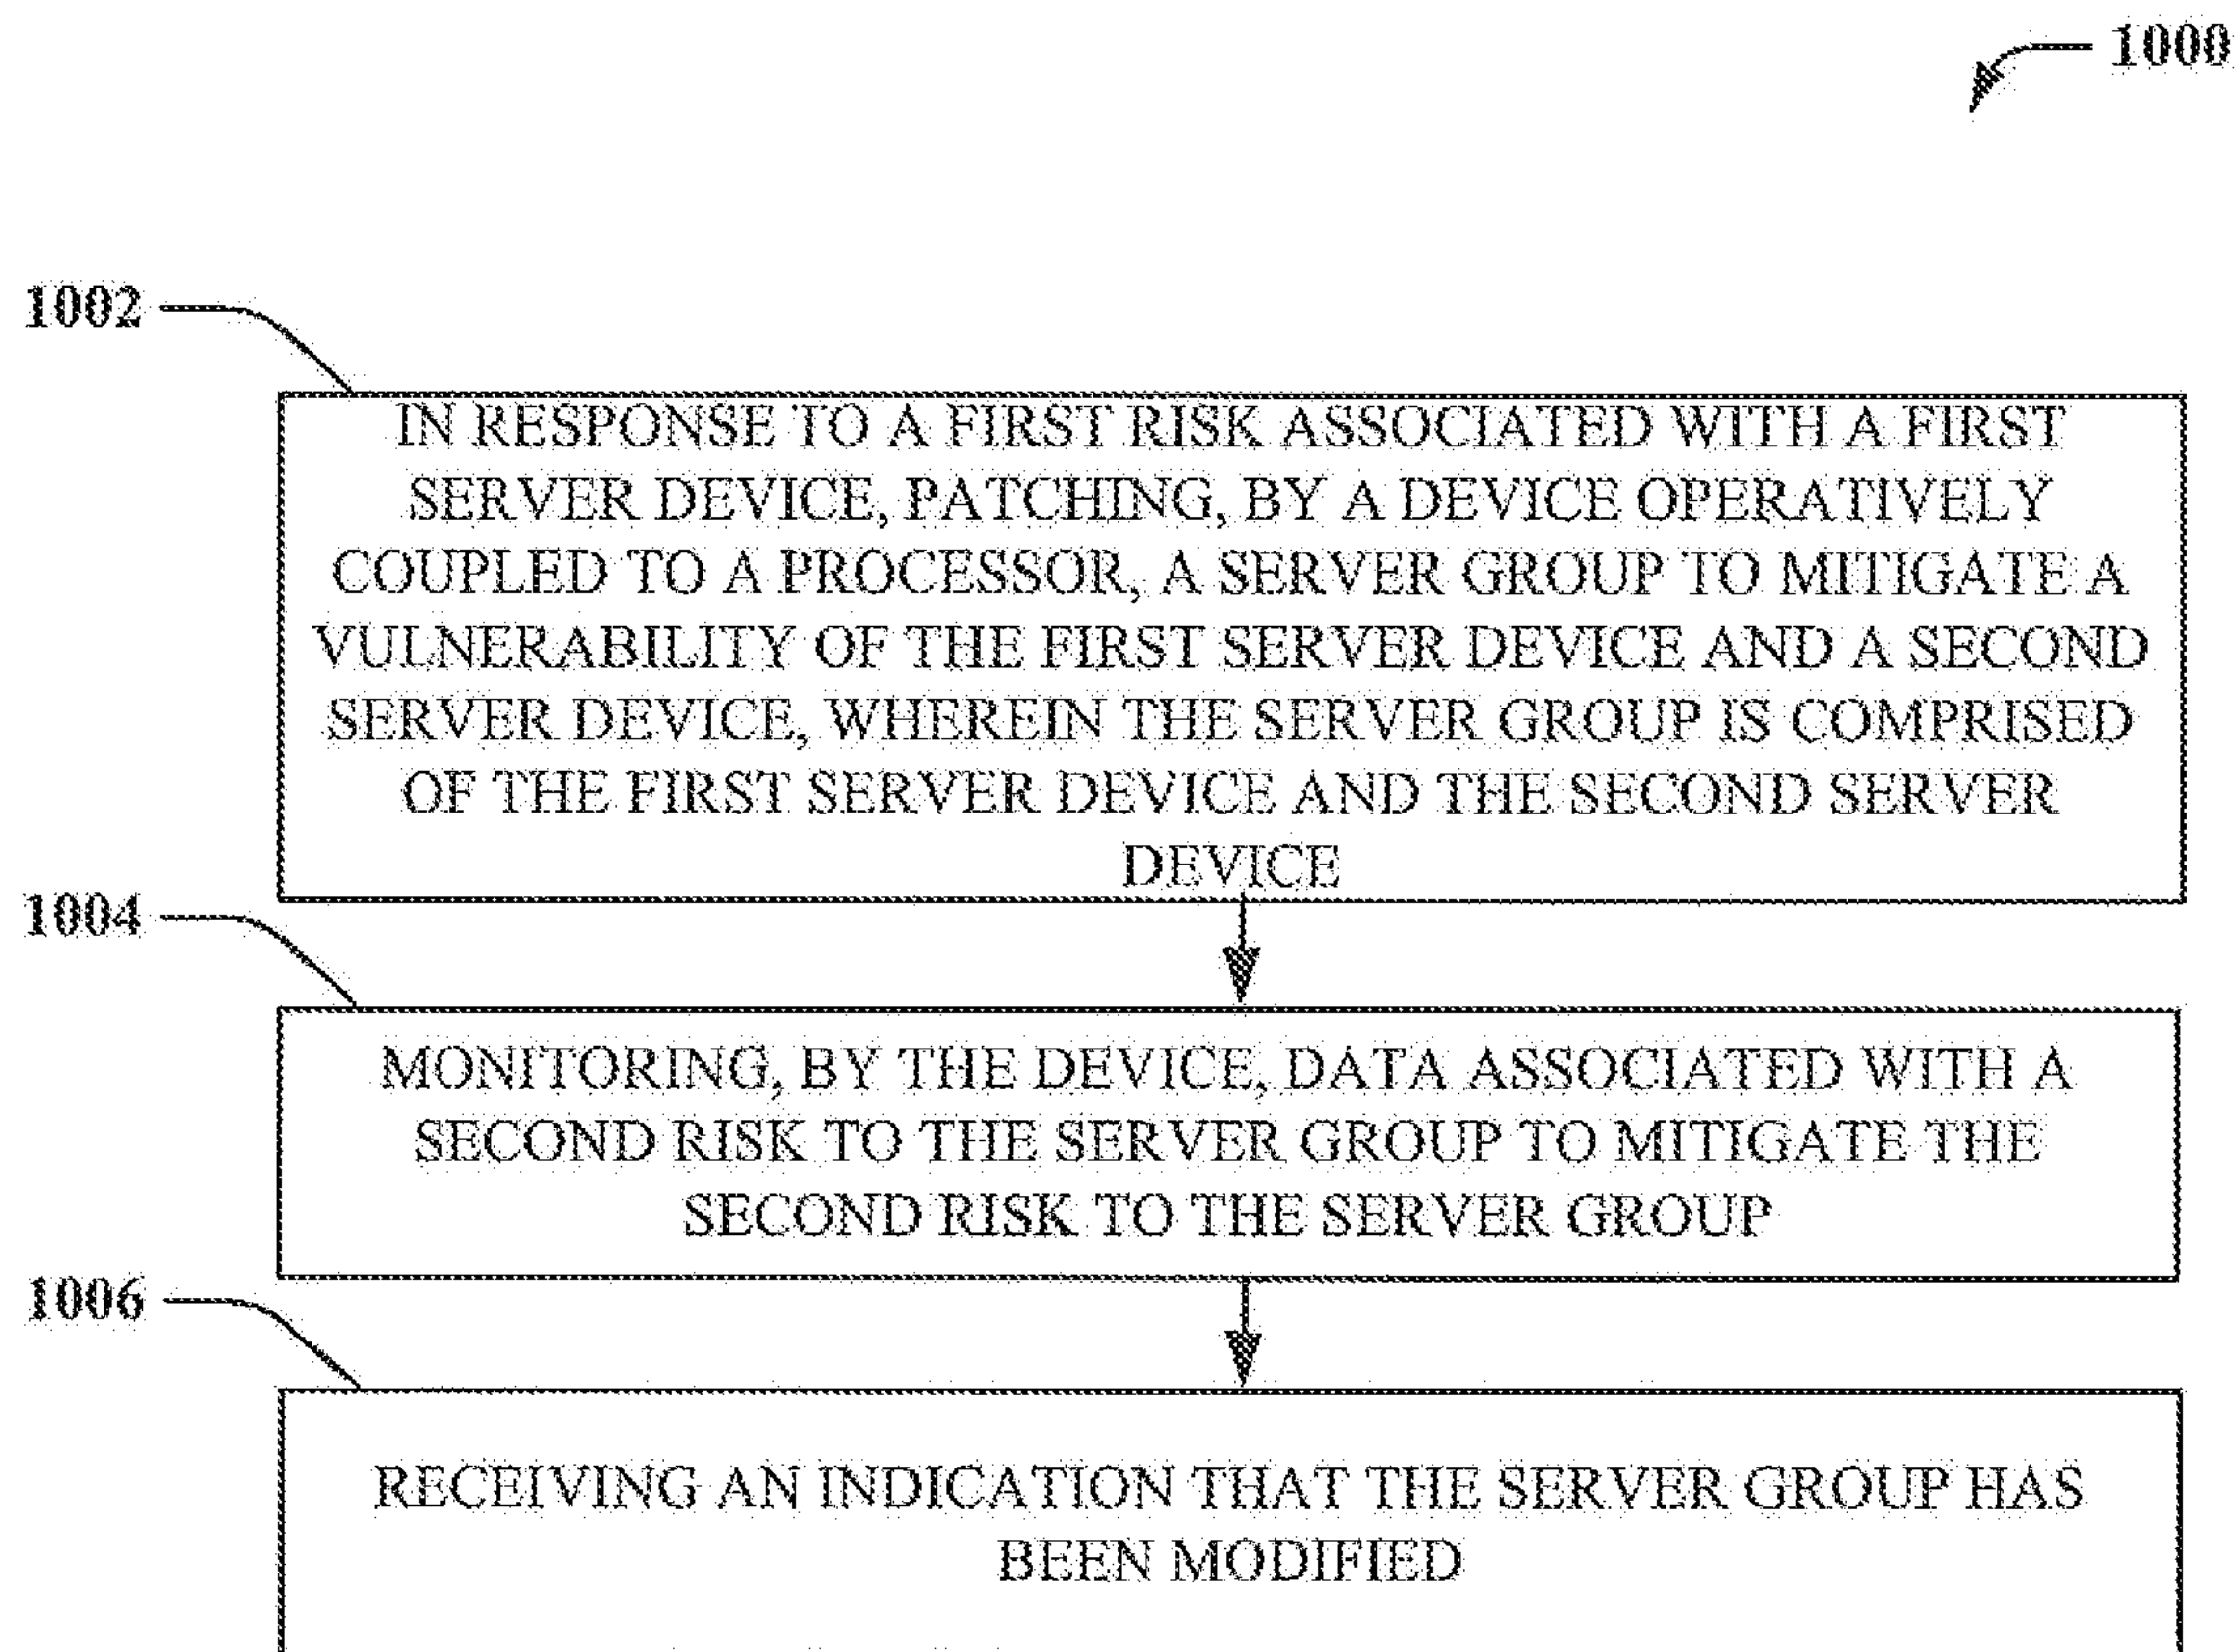 1000
1002
IN RESPONSE TO A FIRST RISK ASSOCIATED WITH A FIRST
SERVER DEVICE, PATCHING, BY A DEVICE OPERATIVELY
COUPLED TO A PROCESSOR, A SERVER GROUP TO MITIGATE A
VULNERABILITY OF THE FIRST SERVER DEVICE AND A SECOND
SERVER DEVICE, WHEREIN THE SERVER GROUP IS COMPRISED
OF THE FIRST SERVER DEVICE AND THE SECOND SERVER
DEVICE
1004
MONITORING, BY THE DEVICE, DATA ASSOCIATED WITH A
SECOND RISK TO THE SERVER GROUP TO MITIGATE THE
SECOND RISK TO THE SERVER GROUP
1006
RECEIVING AN INDICATION THAT THE SERVER GROUP HAS
BEEN MODIFIED